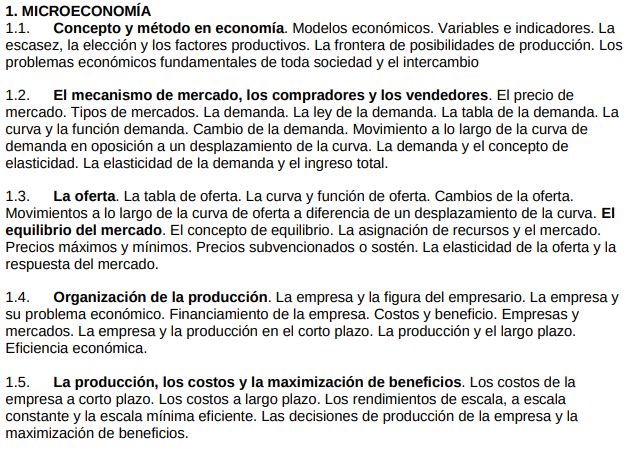 1. MICROECONOMÍA
1.1. Concepto y método en economía. Modelos económicos. Variables e indicadores. La
escasez, la elección y los factores productivos. La frontera de posibilidades de producción. Los
problemas económicos fundamentales de toda sociedad y el intercambio
1.2. El mecanismo de mercado, los compradores y los vendedores. El precio de
mercado. Tipos de mercados. La demanda. La ley de la demanda. La tabla de la demanda. La
curva y la función demanda. Cambio de la demanda. Movimiento a lo largo de la curva de
demanda en oposición a un desplazamiento de la curva. La demanda y el concepto de
elasticidad. La elasticidad de la demanda y el ingreso total.
1.3. La oferta. La tabla de oferta. La curva y función de oferta. Cambios de la oferta.
Movimientos a lo largo de la curva de oferta a diferencia de un desplazamiento de la curva. El
equilibrio del mercado. El concepto de equilibrio. La asignación de recursos y el mercado.
Precios máximos y mínimos. Precios subvencionados o sostén. La elasticidad de la oferta y la
respuesta del mercado.
1.4. Organización de la producción. La empresa y la figura del empresario. La empresa y
su problema económico. Financiamiento de la empresa. Costos y beneficio. Empresas y
mercados. La empresa y la producción en el corto plazo. La producción y el largo plazo.
Eficiencia económica.
1.5. La producción, los costos y la maximización de beneficios. Los costos de la
empresa a corto plazo. Los costos a largo plazo. Los rendimientos de escala, a escala
constante y la escala mínima eficiente. Las decisiones de producción de la empresa y la
maximización de beneficios.